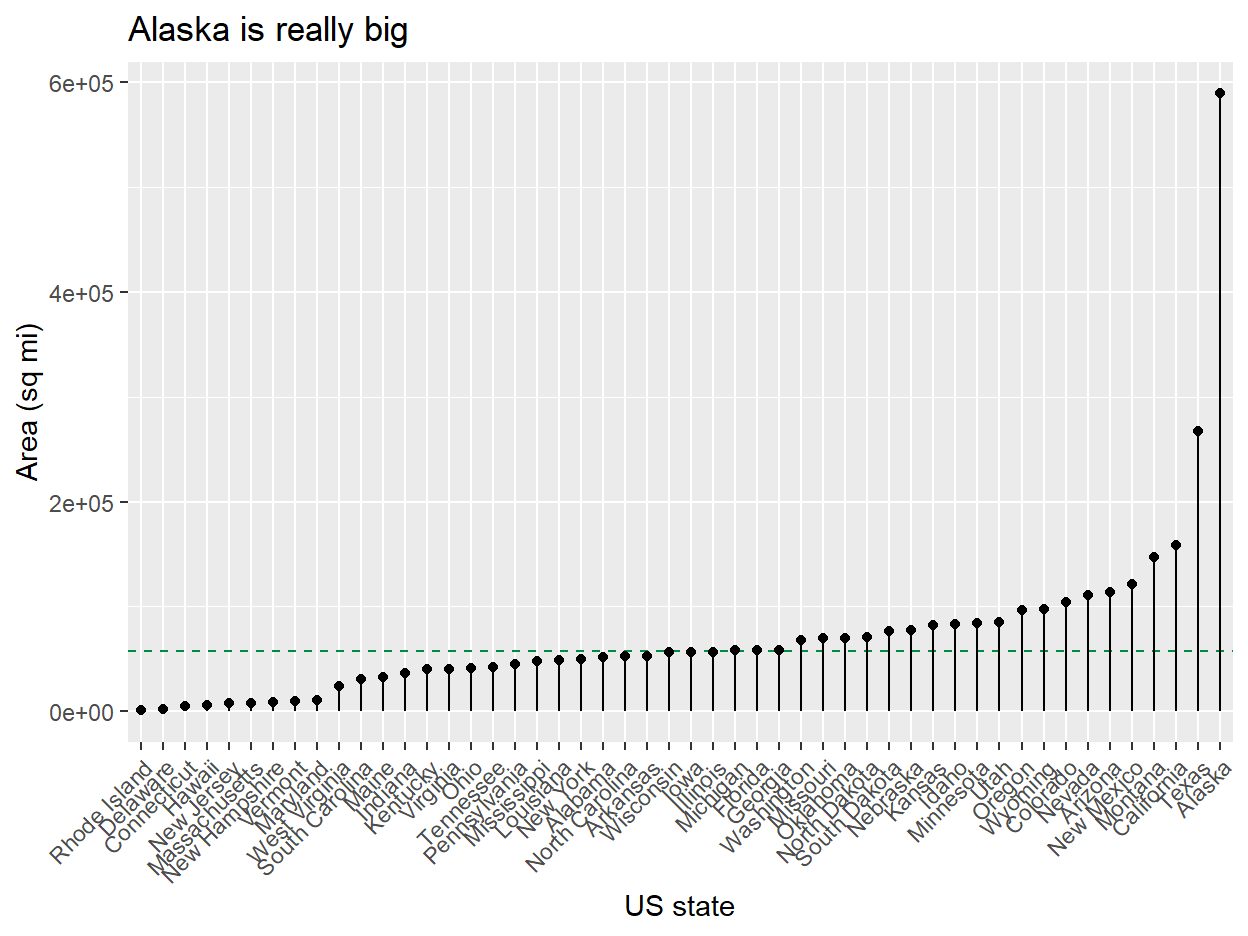 Alaska is really big
6e+05
4e+05
2e+05
0e+00
Area (sq mi)
Rhode Island
Delaware
Connecticut
Hawaii
New Jersey
Massachusetts
New Hampshire
Vermont
Maryland
West Virginia
South Carolina
Maine
Indiana
Kentucky
Virginia
Ohio
Tennessee
Pennsylvania
Mississippi
Louisiana
New York
Alabama
North Carolina
Arkansas
Wisconsin
Iowa
Illinois
Michigan
Florida
Georgia
Washington
Missouri
Oklahoma
North Dakota
South Dakota
Nebraska
Kansas
Idaho
Minnesota
Utah
Oregon
Wyoming
Colorado
Nevada
Arizona
New Mexico
Montana
California
Texas
Alaska
US state